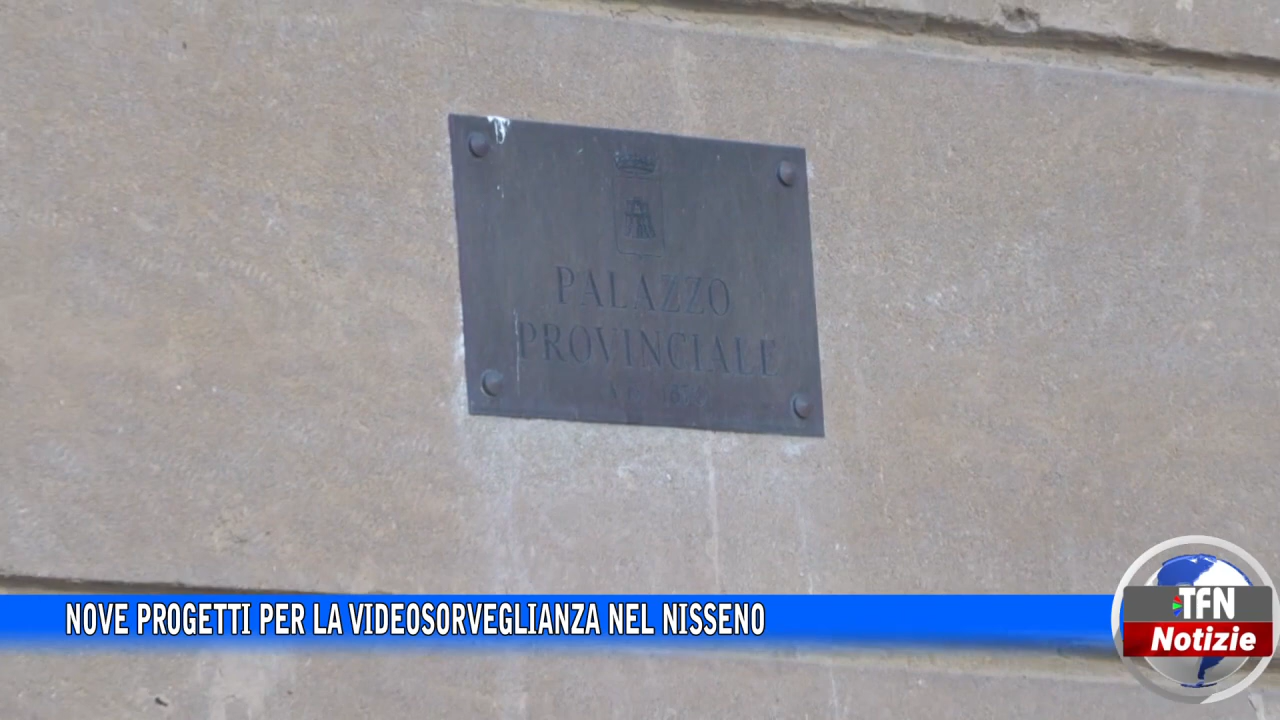 PALAZZO
PROVINCIALE
NOVE PROGETTI PER LA VIDEOSORVEGLIANZA NEL NISSENO
TFN
Notizie